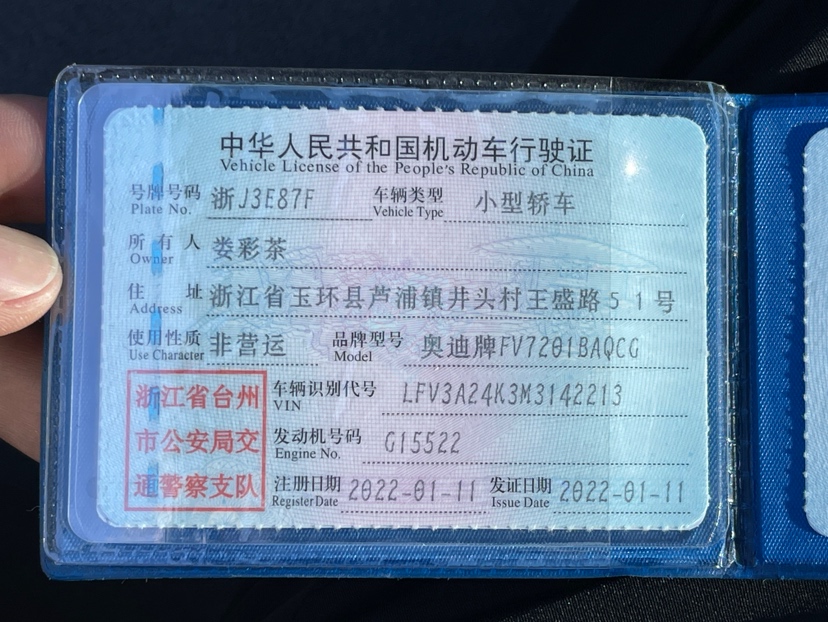 中华人民共和国机动车行驶证
Vehicle License of the People's Republic of China
号牌号码 浙J3E87F 车辆类型 小型轿车
Plate No. Vehicle Type
所有人 娄彩茶
Owner
住址 浙江省玉环县芦浦镇井头村王盛路51号
Address
使用性质 非营运 品牌型号 奥迪牌FV7201BAQCG
Use Character Model
浙江省台州
市公安局交
通警察支队
车辆识别代号 LFV3A24K3M3142213
VIN
发动机号码 G15522
Engine No.
注册日期 2022-01-11 发证日期 2022-01-11
Register Date Issue Date